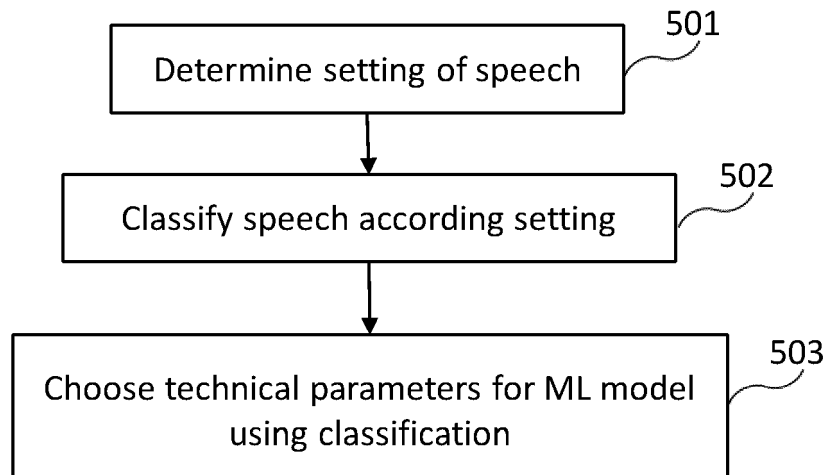 501
Determine setting of speech
502
Classify speech according setting
503
Choose technical parameters for ML model
using classification